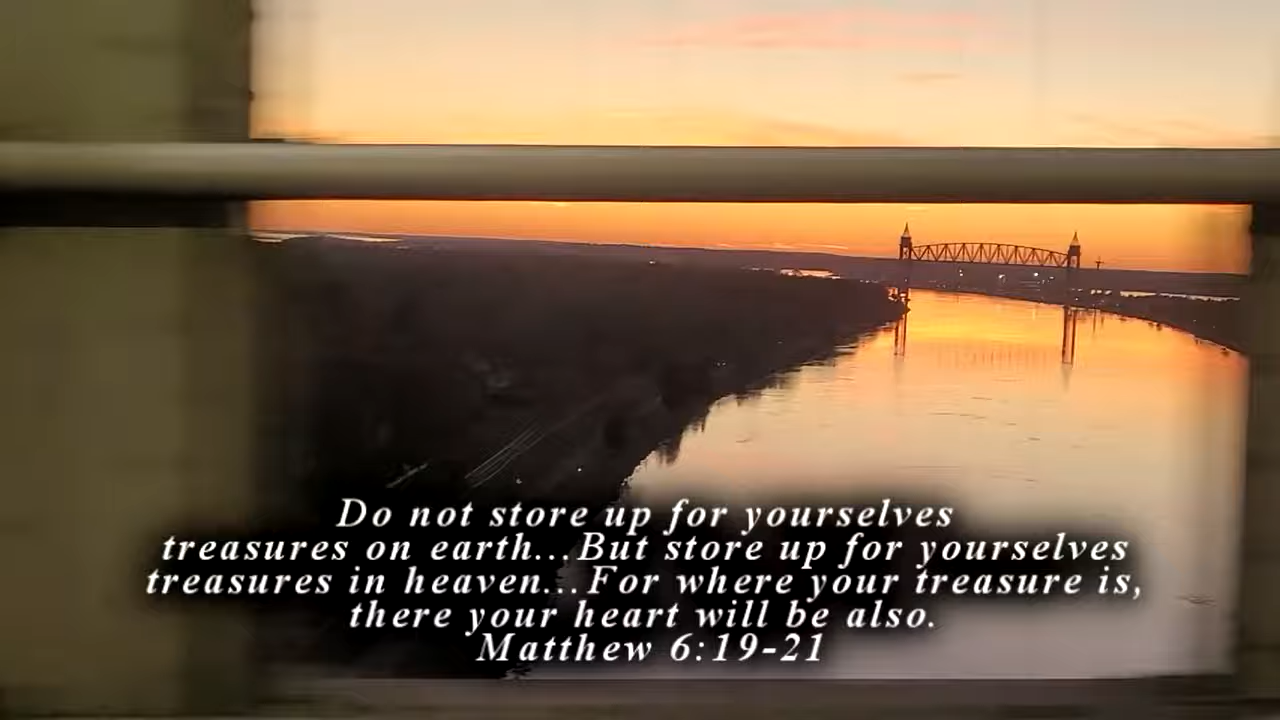 Do not store up for yourselves
treasures on earth...But store up for yourselves
treasures in heaven...For where your treasure is,
there your heart will be also.
Matthew 6:19-21